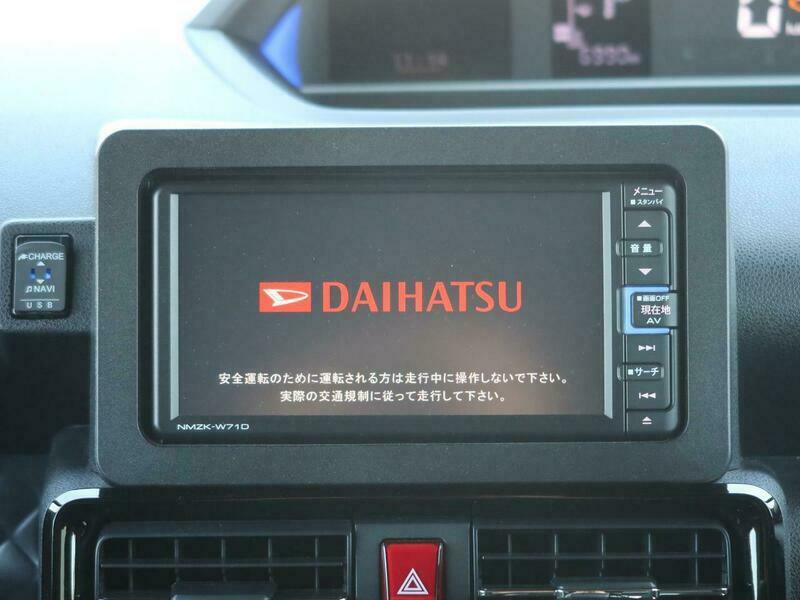 メニュー
■ スタンバイ
音量
■ 画面OFF
現在地
AV
■ サーチ
CHARGE
NAVI
USB
DAIHATSU
安全運転のために運転される方は走行中に操作しないで下さい。
実際の交通規制に従って走行して下さい。
NMZK-W71D